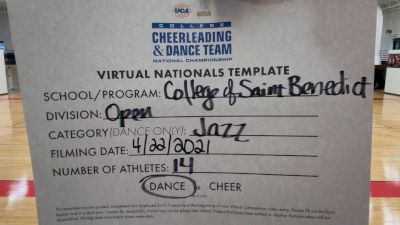 UCA
COLLEGE
CHEERLEADING
& DANCE TEAM
NATIONAL CHAMPIONSHIP
VIRTUAL NATIONALS TEMPLATE
SCHOOL/PROGRAM: College of Saint Benedict
DIVISION: Open
CATEGORY(DANCE ONLY): Jazz
FILMING DATE: 4/22/2021
NUMBER OF ATHLETES: 14
DANCE CHEER